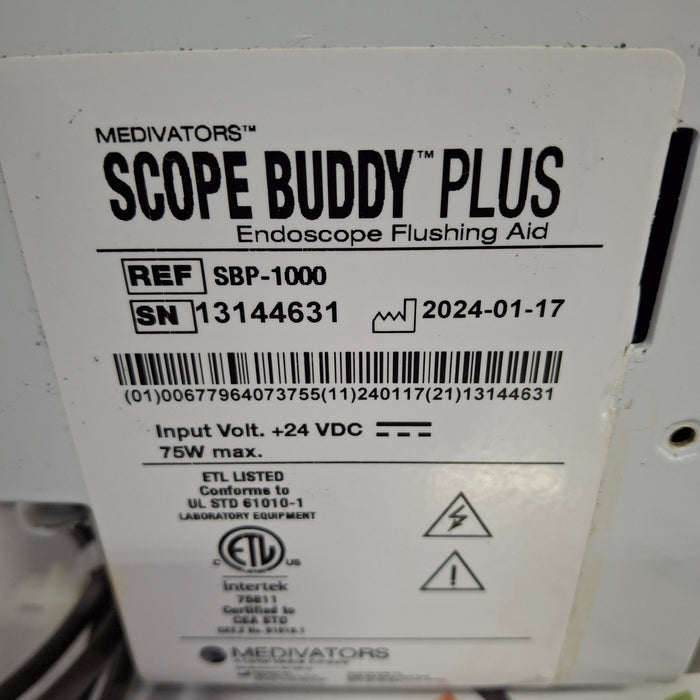 MEDIVATORS™
SCOPE BUDDY™ PLUS
Endoscope Flushing Aid
REF SBP-1000
SN 13144631 2024-01-17
(01)00677964073755(11)240117(21)13144631
Input Volt. +24 VDC
75W max.
ETL LISTED
Conforms to
UL STD 61010-1
LABORATORY EQUIPMENT
C ETL US
Intertek
Certified to
CSA STD
MEDIVATORS